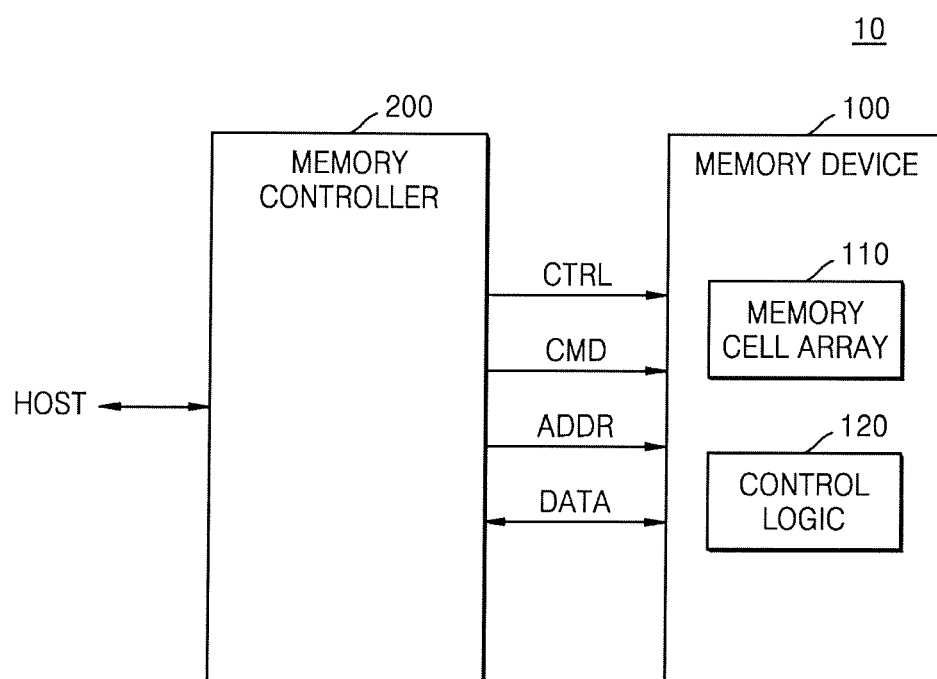 10
200
100
MEMORY
CONTROLLER
MEMORY DEVICE
CTRL
110
MEMORY
CELL ARRAY
CMD
HOST
ADDR
120
CONTROL
LOGIC
DATA